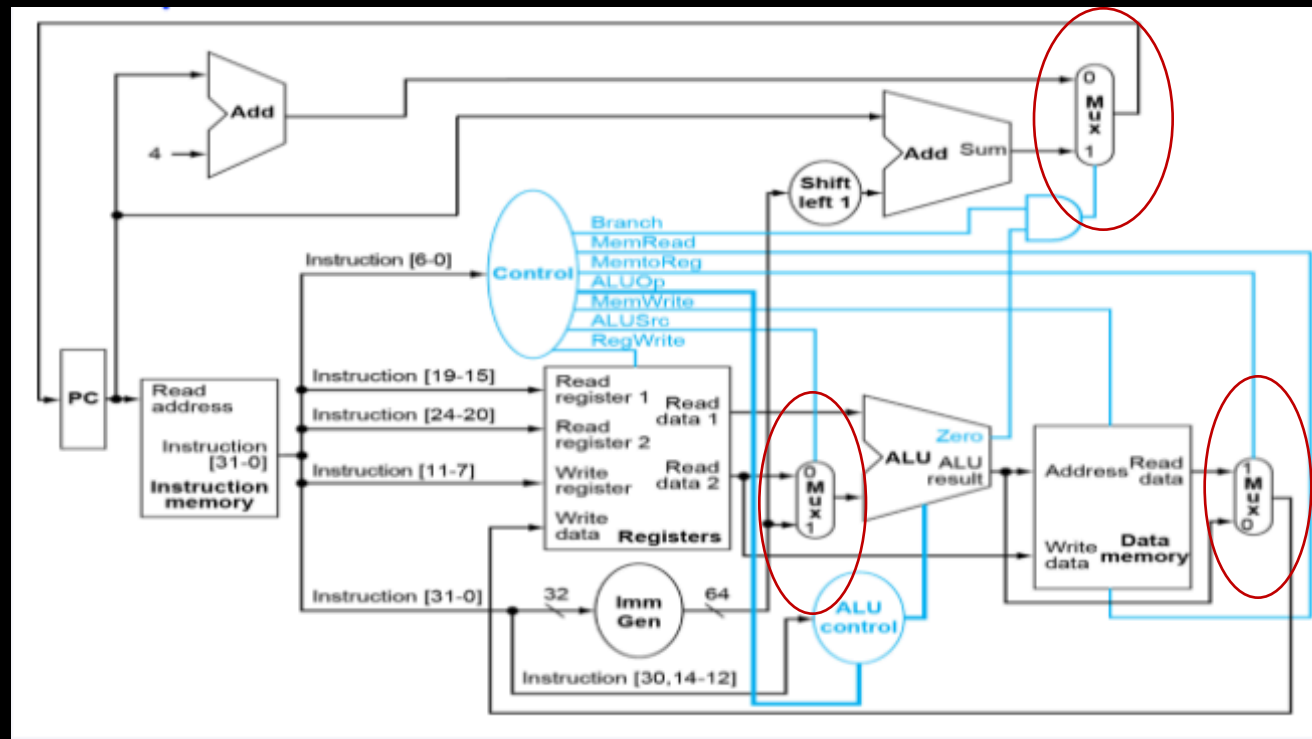 0
M
u
x
1
Add
4
Add Sum
Shift
left 1
Branch
MemRead
MemtoReg
ALUOp
MemWrite
ALUSrc
RegWrite
Control
Instruction [6-0]
PC
Read
address
Instruction
[31-0]
Instruction
memory
Instruction [19-15]
Instruction [24-20]
Instruction [11-7]
Read
register 1
Read
data 1
Read
register 2
Read
data 2
Write
register
Write
data
Registers
0
M
u
x
1
Zero
ALU
ALU
result
Address
Read
data
Write
data
Data
memory
1
M
u
x
0
Instruction [31-0]
32
Imm
Gen
64
ALU
control
Instruction [30,14-12]